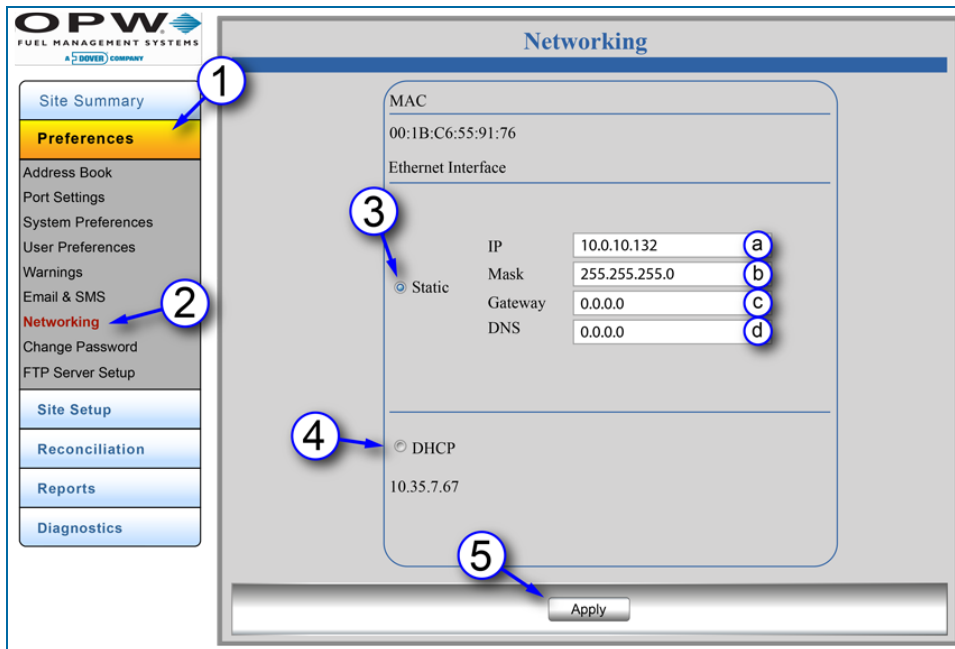 OPW
FUEL MANAGEMENT SYSTEMS
A DOVER COMPANY
Networking
1
Site Summary
Preferences
Address Book
Port Settings
System Preferences
User Preferences
Warnings
Email & SMS
2
Networking
Change Password
FTP Server Setup
Site Setup
Reconciliation
Reports
Diagnostics
MAC
00:1B:C6:55:91:76
Ethernet Interface
3
Static
IP 10.0.10.132 a
Mask 255.255.255.0 b
Gateway 0.0.0.0 c
DNS 0.0.0.0 d
4
DHCP
10.35.7.67
5
Apply